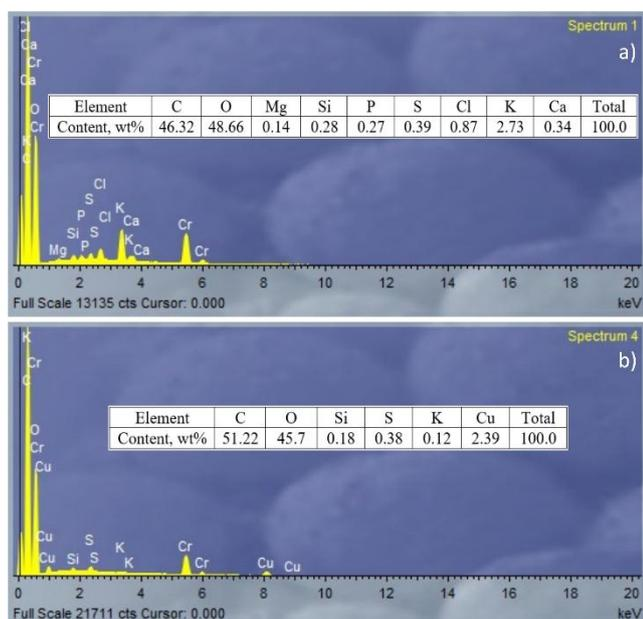 Spectrum 1
a)
Cl
Ca
Cr
Ca
O
Cr
K
C
Element C O Mg Si P S Cl K Ca Total
Content, wt% 46.32 48.66 0.14 0.28 0.27 0.39 0.87 2.73 0.34 100.0
Cl
S
P Cl K
Si S Ca Cr
Mg P K Ca Cr
0 2 4 6 8 10 12 14 16 18 20
Full Scale 13135 cts Cursor: 0.000 keV
Spectrum 4
b)
K
Cr
C
O
Cr
Cu
Element C O Si S K Cu Total
Content, wt% 51.22 45.7 0.18 0.38 0.12 2.39 100.0
Cu S K Cr
Cu Si S K Cr Cu Cu
0 2 4 6 8 10 12 14 16 18 20
Full Scale 21711 cts Cursor: 0.000 keV